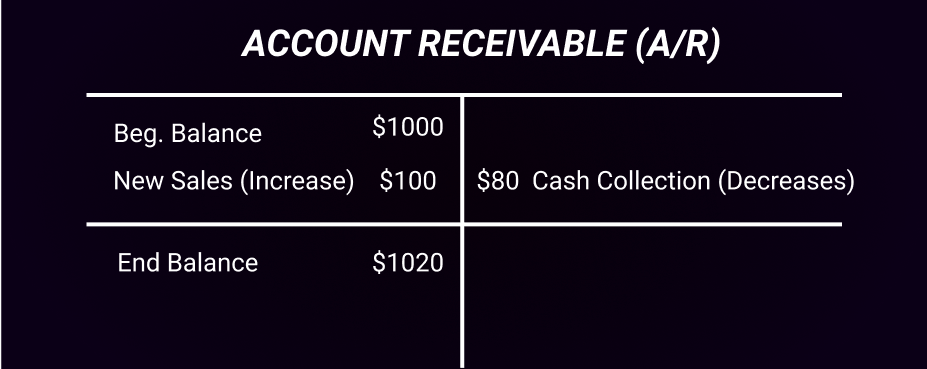 ACCOUNT RECEIVABLE (A/R)
Beg. Balance $1000
New Sales (Increase) $100 $80 Cash Collection (Decreases)
End Balance $1020